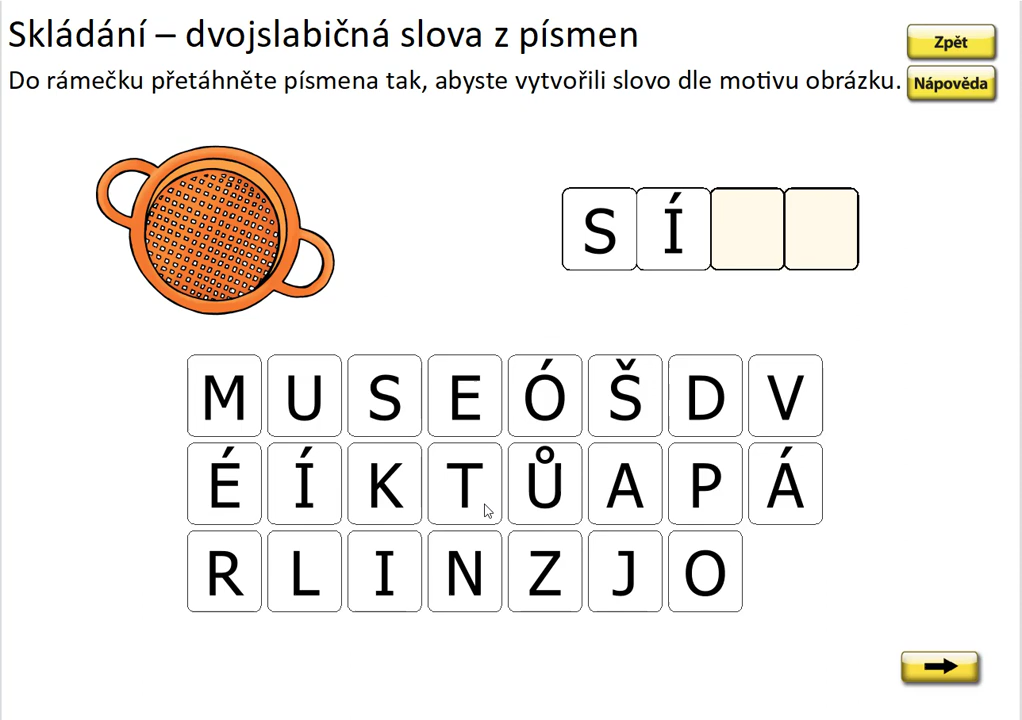 Skládání – dvojslabičná slova z písmen
Zpět
Do rámečku přetáhněte písmena tak, abyste vytvořili slovo dle motivu obrázku.
Nápověda
S Í
M U S E Ó Š D V
É Í K T Ů A P Á
R L I N Z J O